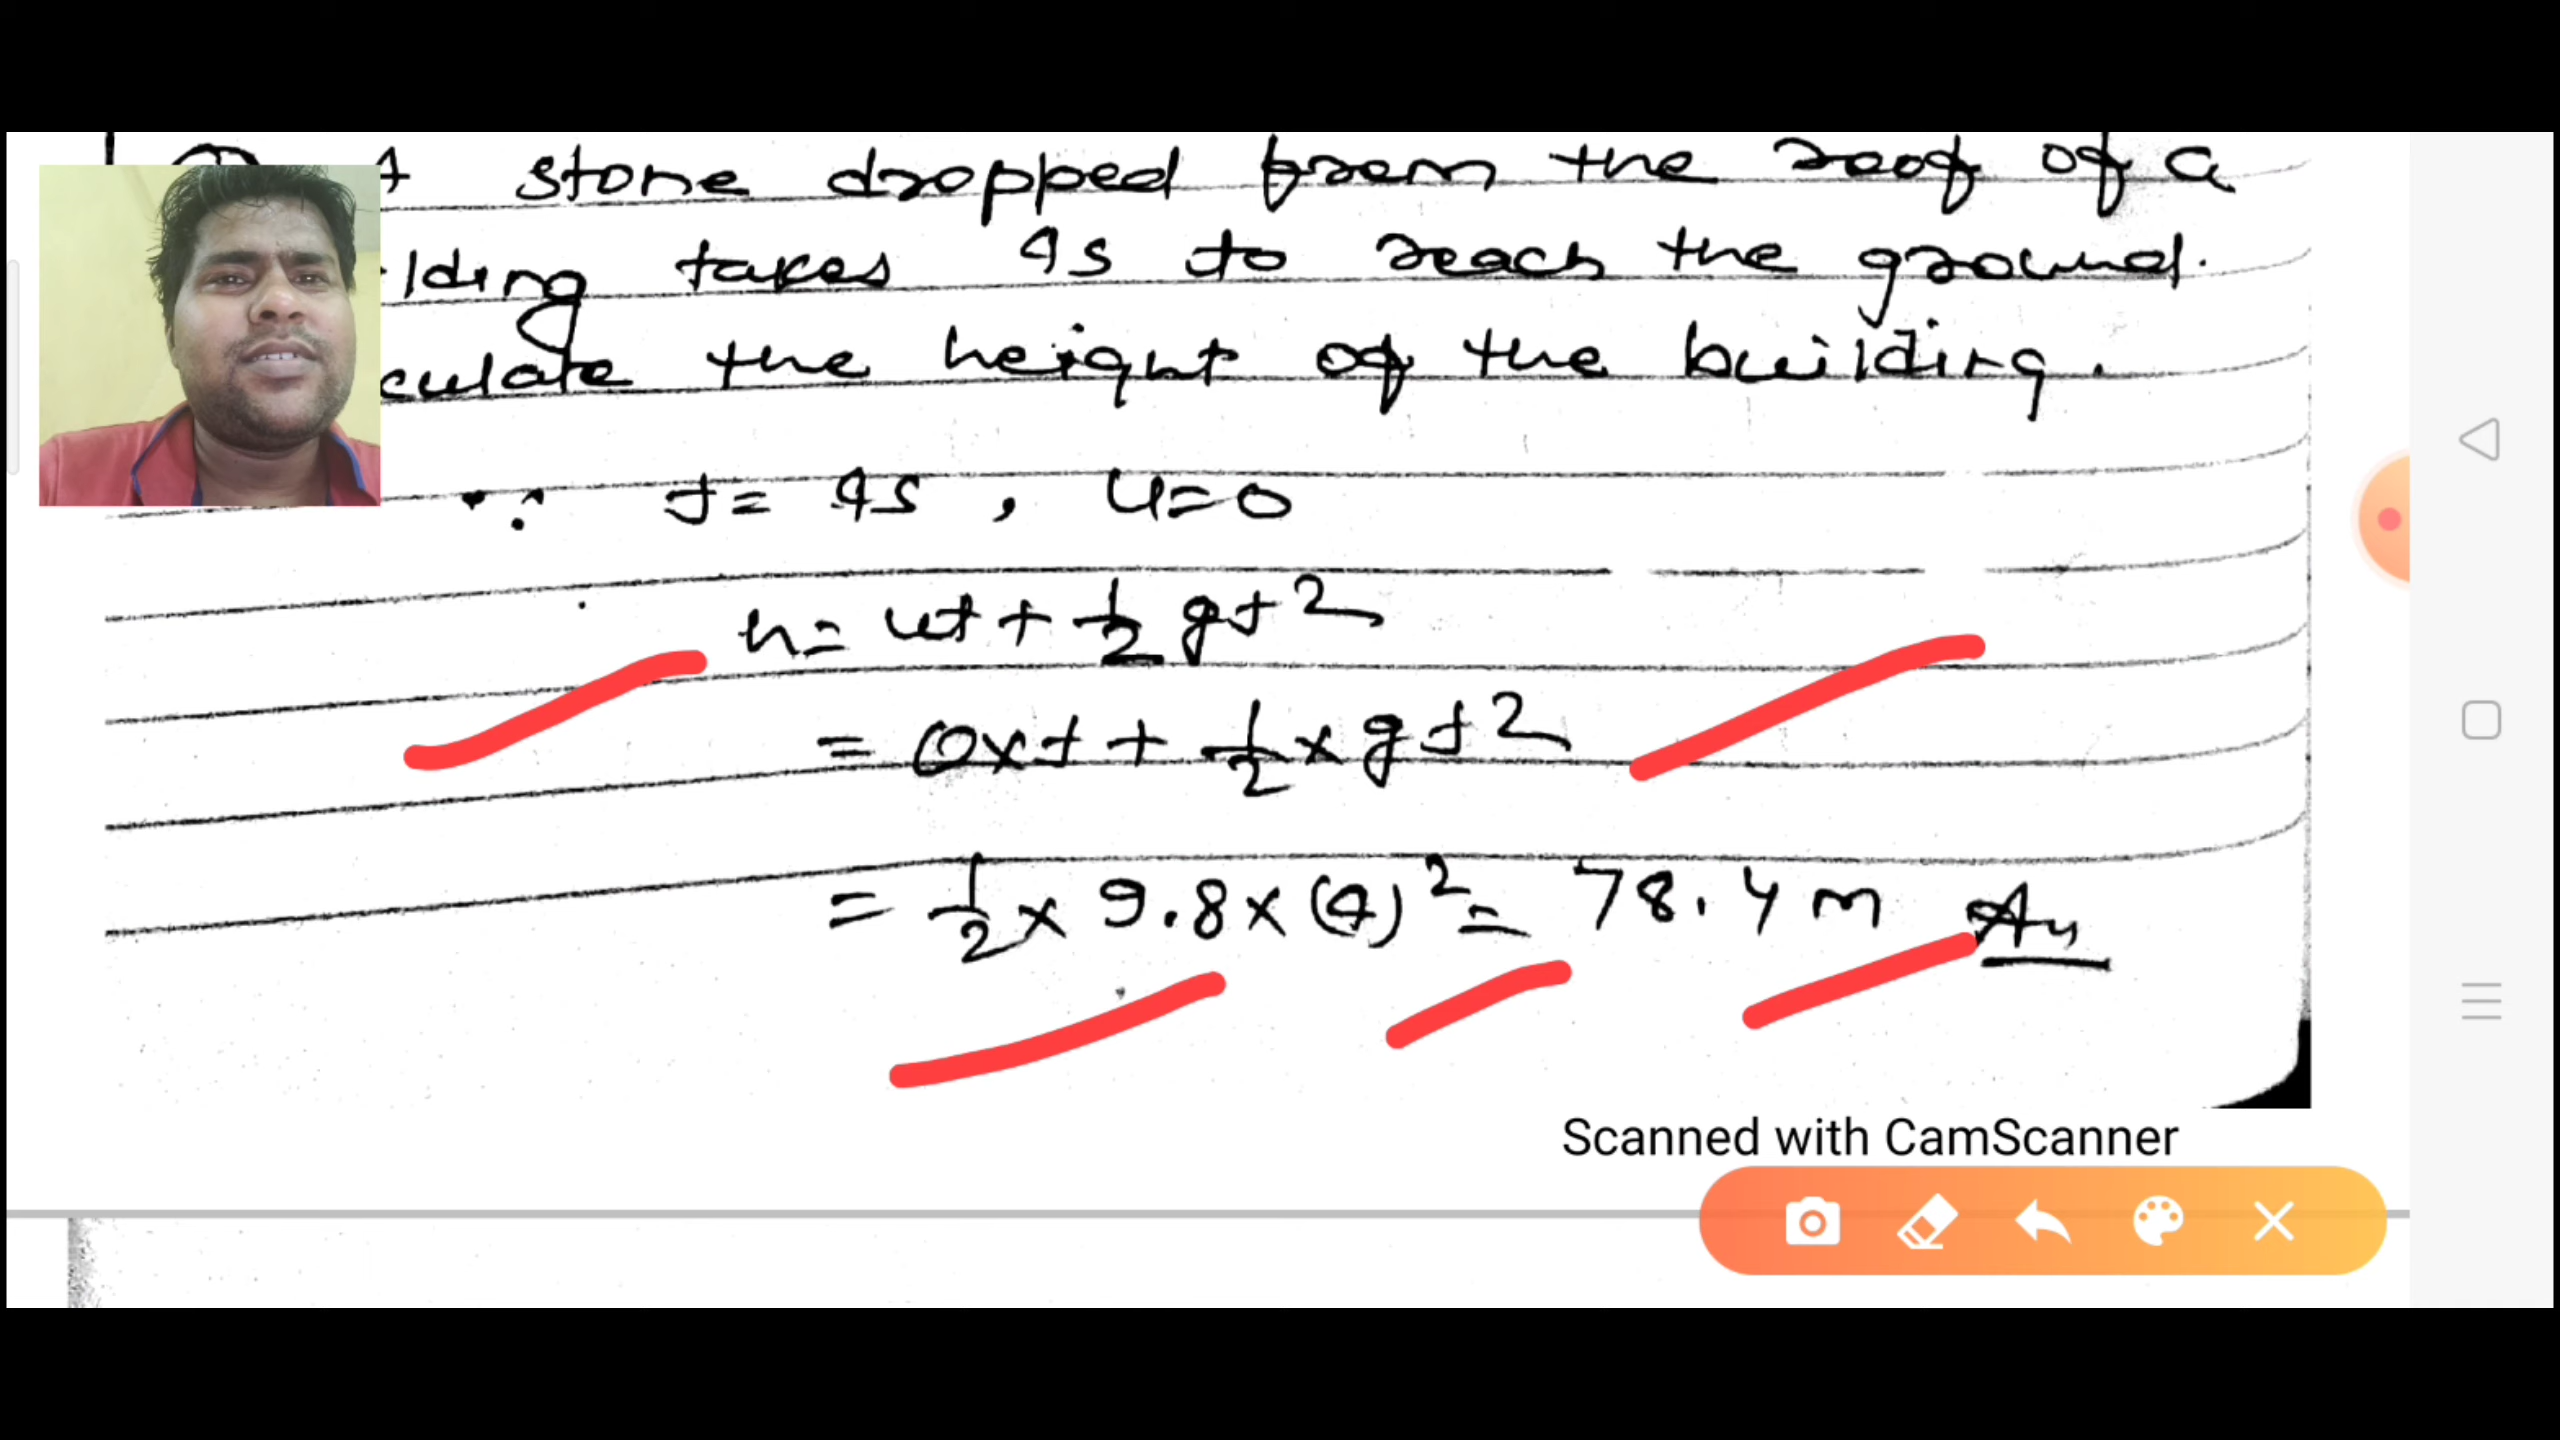 A stone dropped from the roof of a
lding takes 4s to reach the ground.
culate the height of the building.
∵ t = 4s , u=0
h= ut + 1/2 gt²
= 0xt + 1/2 x gt²
= 1/2 x 9.8 x (4)² = 78.4 m Ans
Scanned with CamScanner